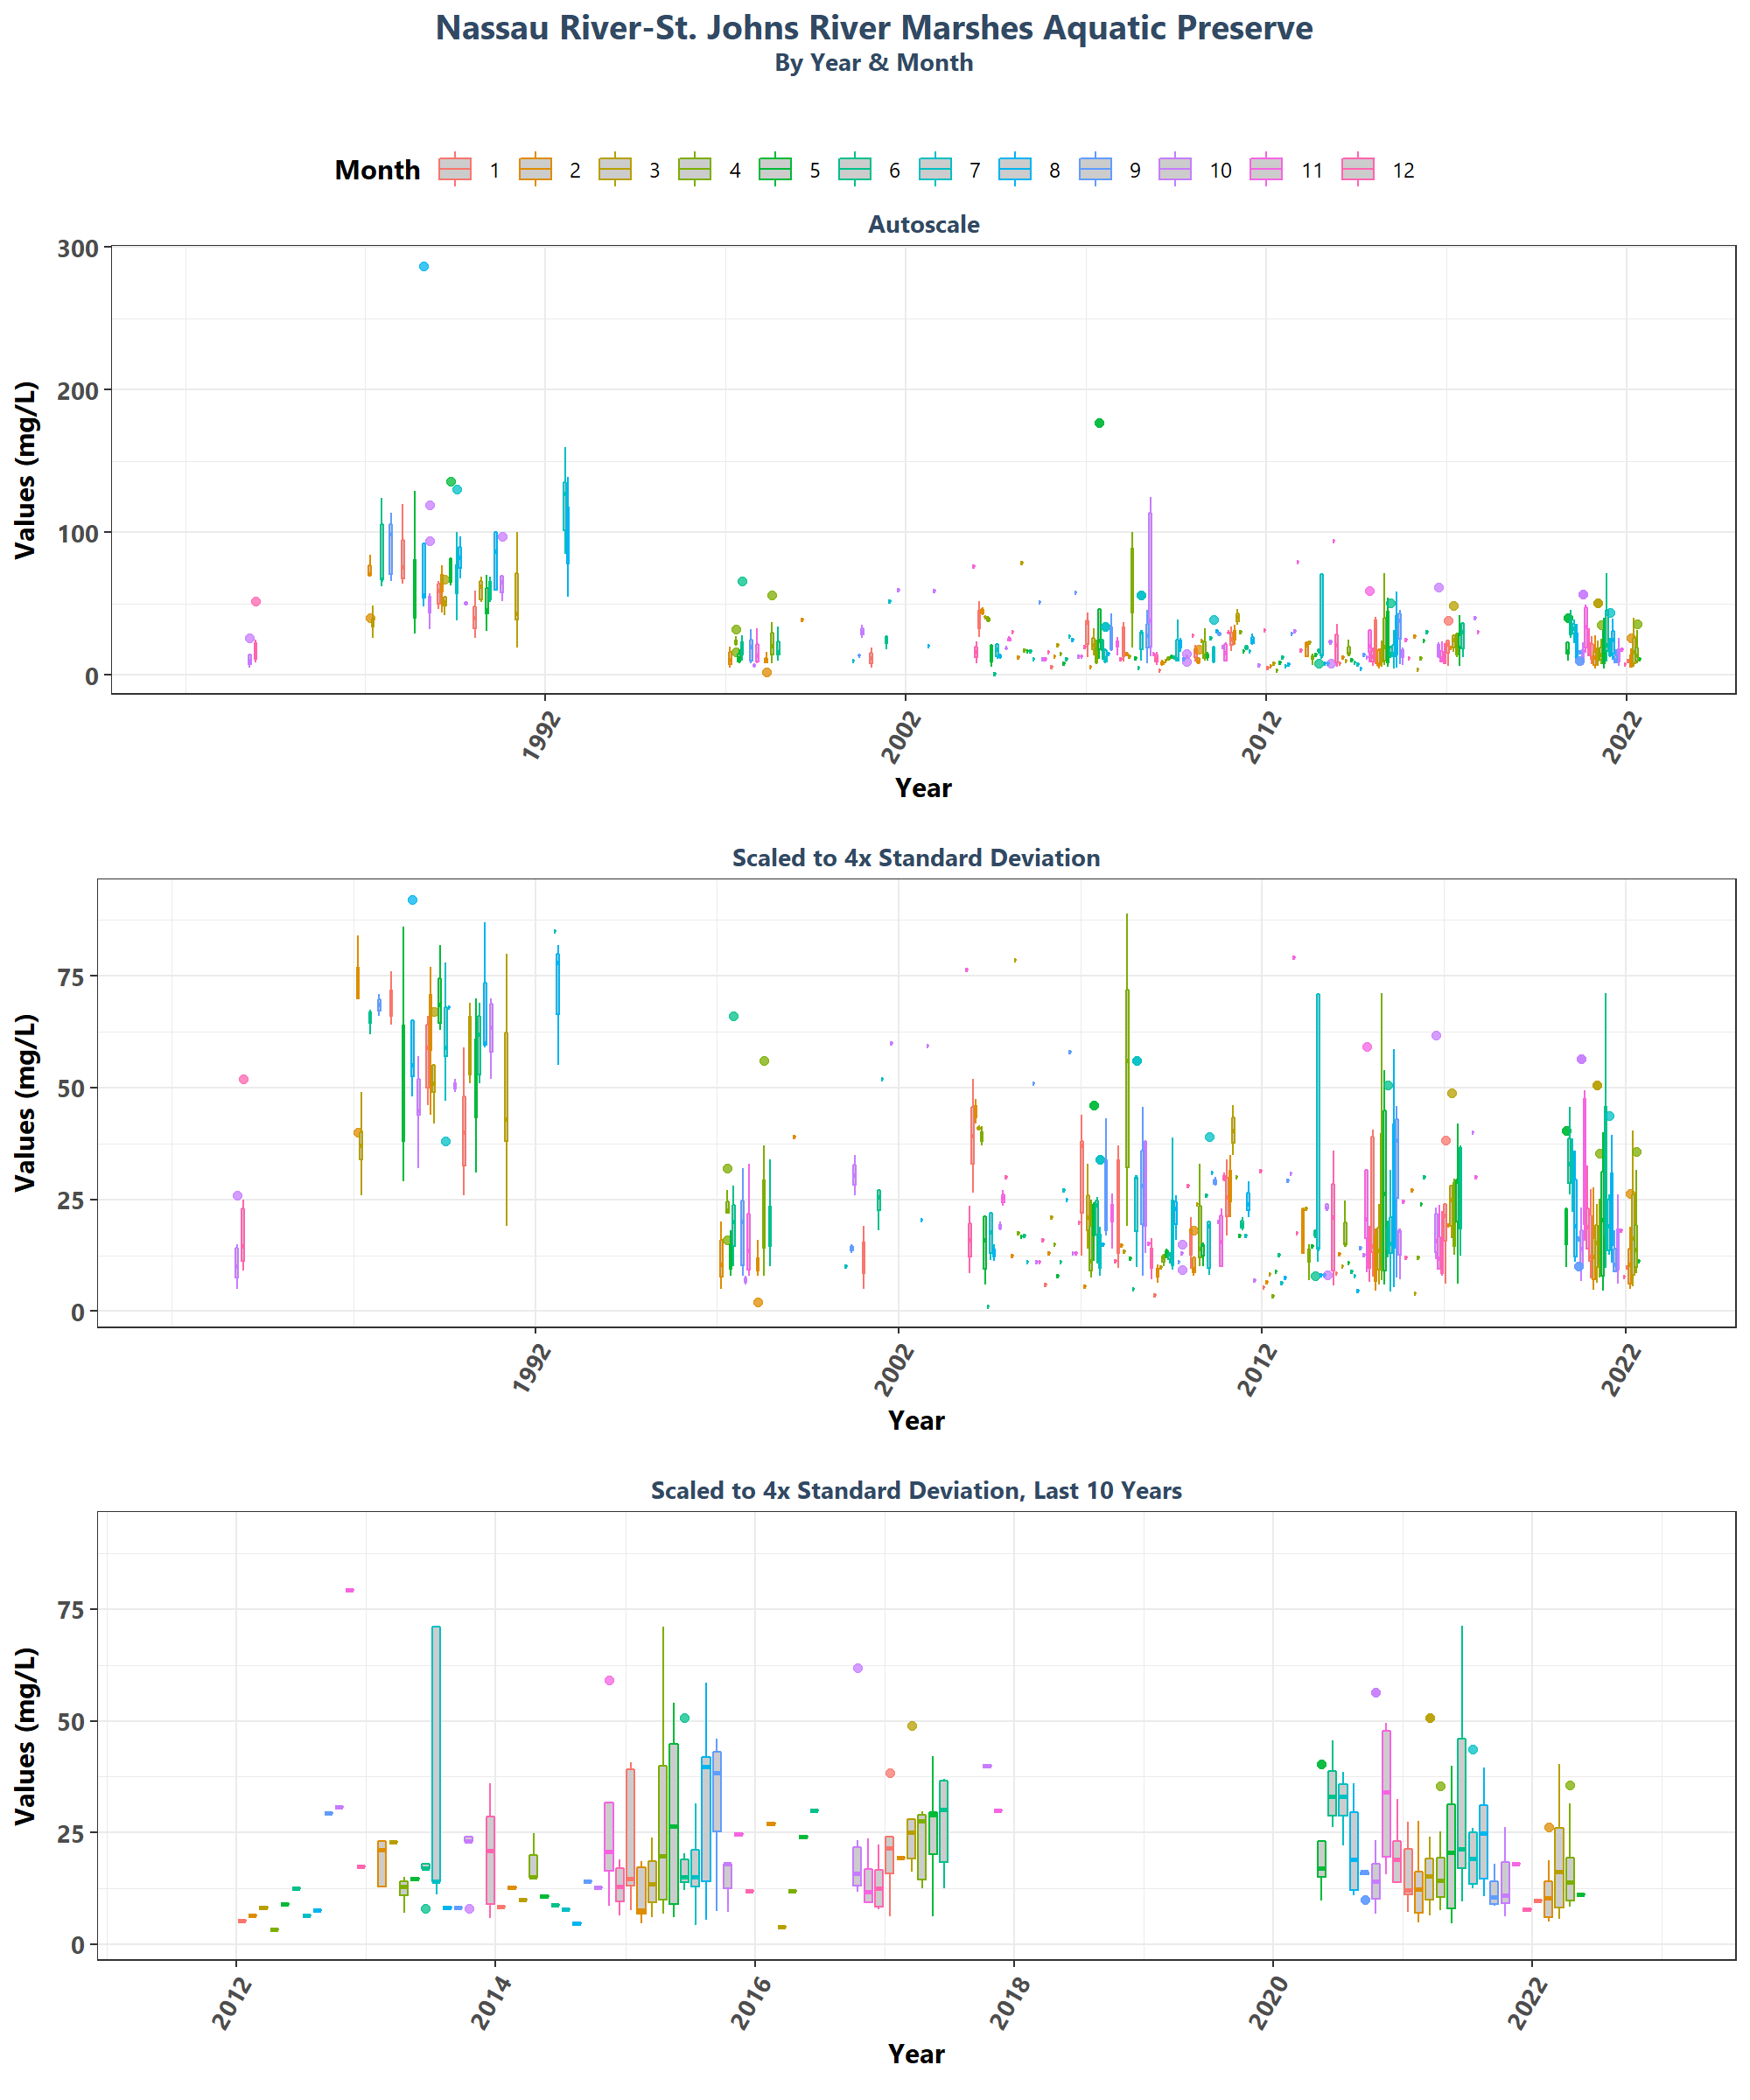 Nassau River-St. Johns River Marshes Aquatic Preserve
By Year & Month
Month 1 2 3 4 5 6 7 8 9 10 11 12
Autoscale
Values (mg/L)
300
200
100
0
1992 2002 2012 2022
Year
Scaled to 4x Standard Deviation
Values (mg/L)
75
50
25
0
1992 2002 2012 2022
Year
Scaled to 4x Standard Deviation, Last 10 Years
Values (mg/L)
75
50
25
0
2012 2014 2016 2018 2020 2022
Year